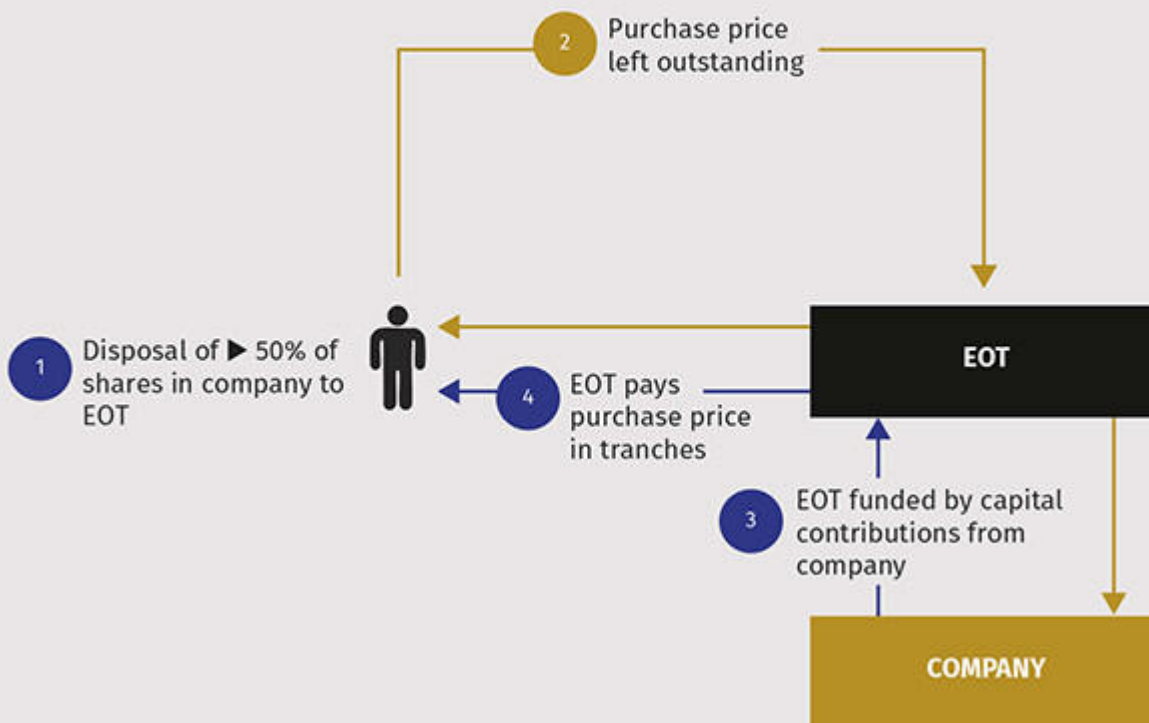 2
Purchase price
left outstanding
1
Disposal of ▶ 50% of
shares in company to
EOT
4
EOT pays
purchase price
in tranches
EOT
3
EOT funded by capital
contributions from
company
COMPANY